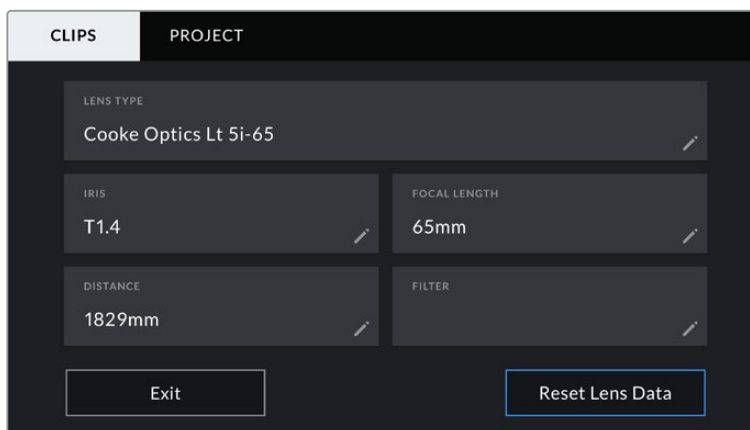 CLIPS PROJECT
LENS TYPE
Cooke Optics Lt 5i-65
IRIS FOCAL LENGTH
T1.4 65mm
DISTANCE FILTER
1829mm
Exit Reset Lens Data